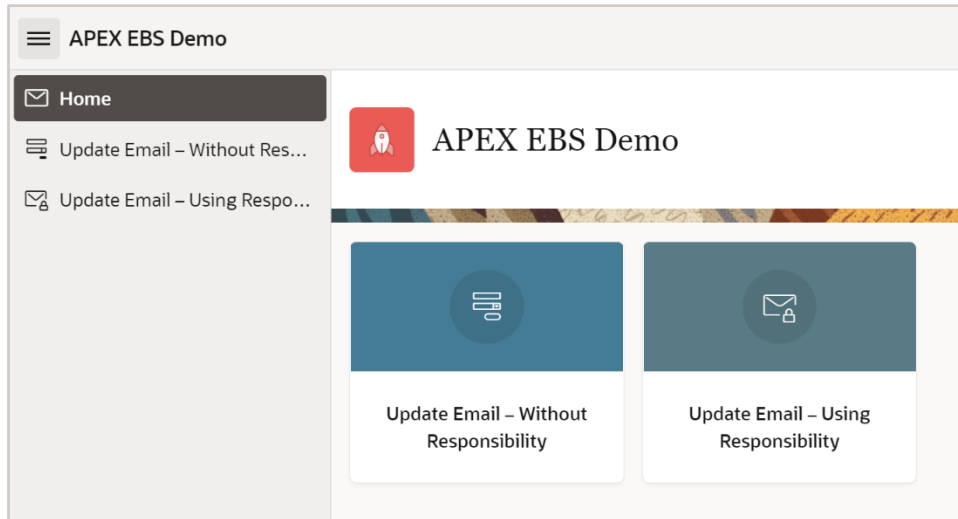 APEX EBS Demo
Home
Update Email – Without Res...
Update Email – Using Respo...
APEX EBS Demo
Update Email – Without
Responsibility
Update Email – Using
Responsibility